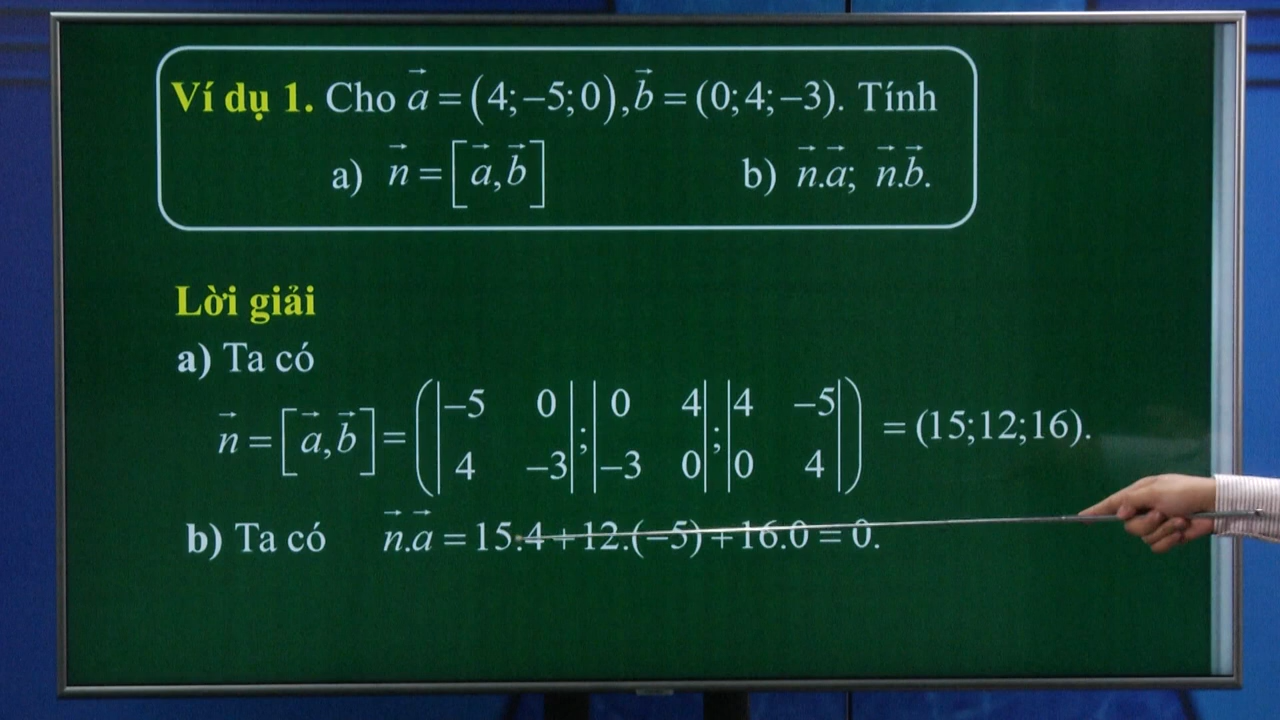 Ví dụ 1. Cho a⃗ = (4;−5;0), b⃗ = (0;4;−3). Tính
a) n⃗ = [a⃗,b⃗] b) n⃗.a⃗; n⃗.b⃗.
Lời giải
a) Ta có
n⃗ = [a⃗,b⃗] = (|−5 0; 4 −3|; |0 4; −3 0|; |4 −5; 0 4|) = (15;12;16).
b) Ta có n⃗.a⃗ = 15.4 + 12.(−5) + 16.0 = 0.